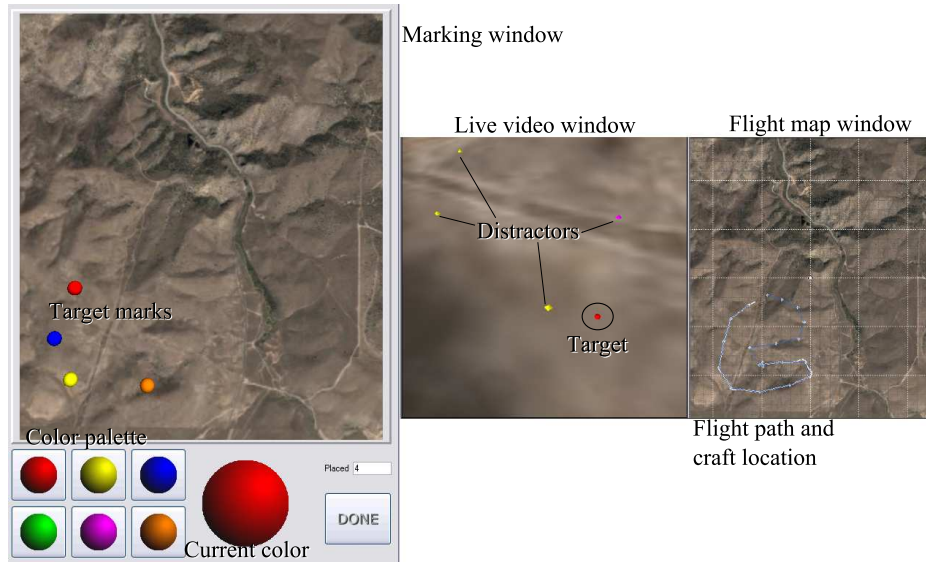 Marking window
Live video window
Flight map window
Distractors
Target marks
Target
Color palette
Flight path and
craft location
Placed 4
DONE
Current color